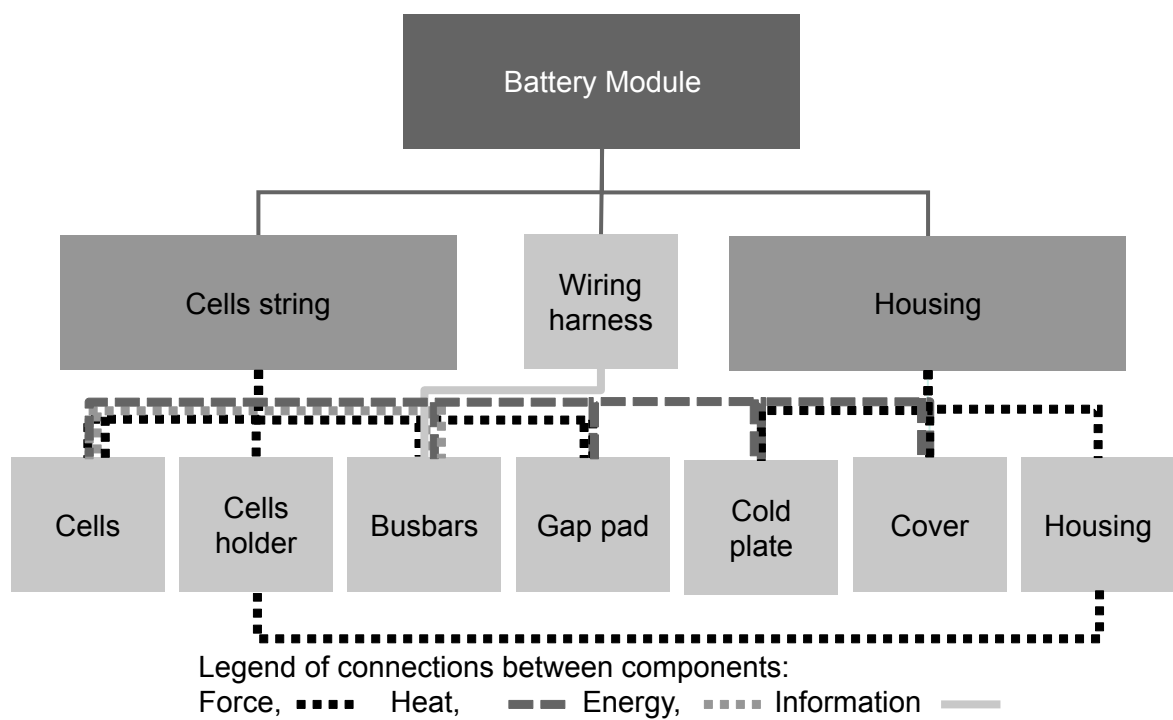 Battery Module
Cells string
Wiring
harness
Housing
Cells
Cells
holder
Busbars
Gap pad
Cold
plate
Cover
Housing
Legend of connections between components:
Force, Heat, Energy, Information